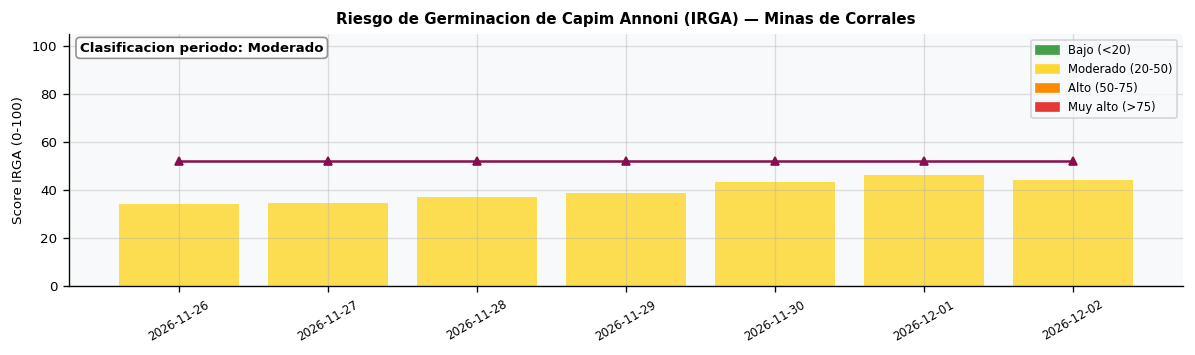 Riesgo de Germinacion de Capim Annoni (IRGA) — Minas de Corrales
Clasificacion periodo: Moderado
Bajo (<20)
Moderado (20-50)
Alto (50-75)
Muy alto (>75)
Score IRGA (0-100)
100
80
60
40
20
0
2026-11-26
2026-11-27
2026-11-28
2026-11-29
2026-11-30
2026-12-01
2026-12-02